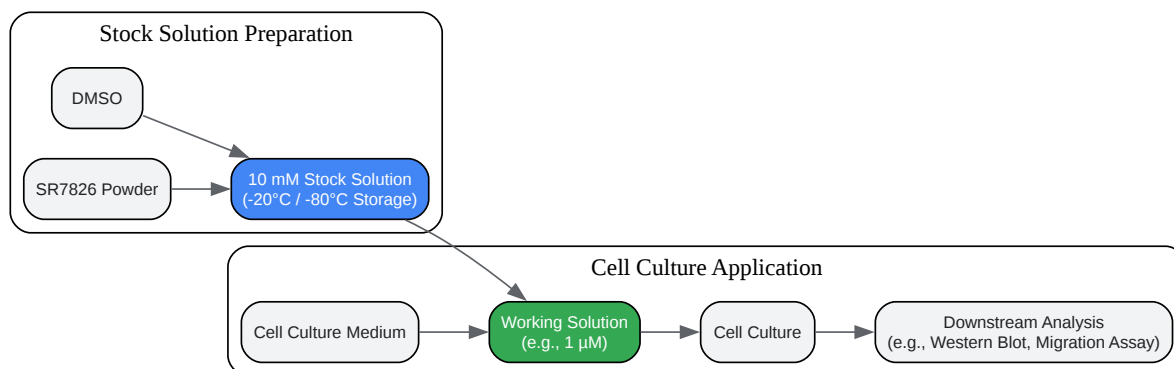 Stock Solution Preparation
DMSO
SR7826 Powder
10 mM Stock Solution
(-20°C / -80°C Storage)
Cell Culture Application
Cell Culture Medium
Working Solution
(e.g., 1 µM)
Cell Culture
Downstream Analysis
(e.g., Western Blot, Migration Assay)